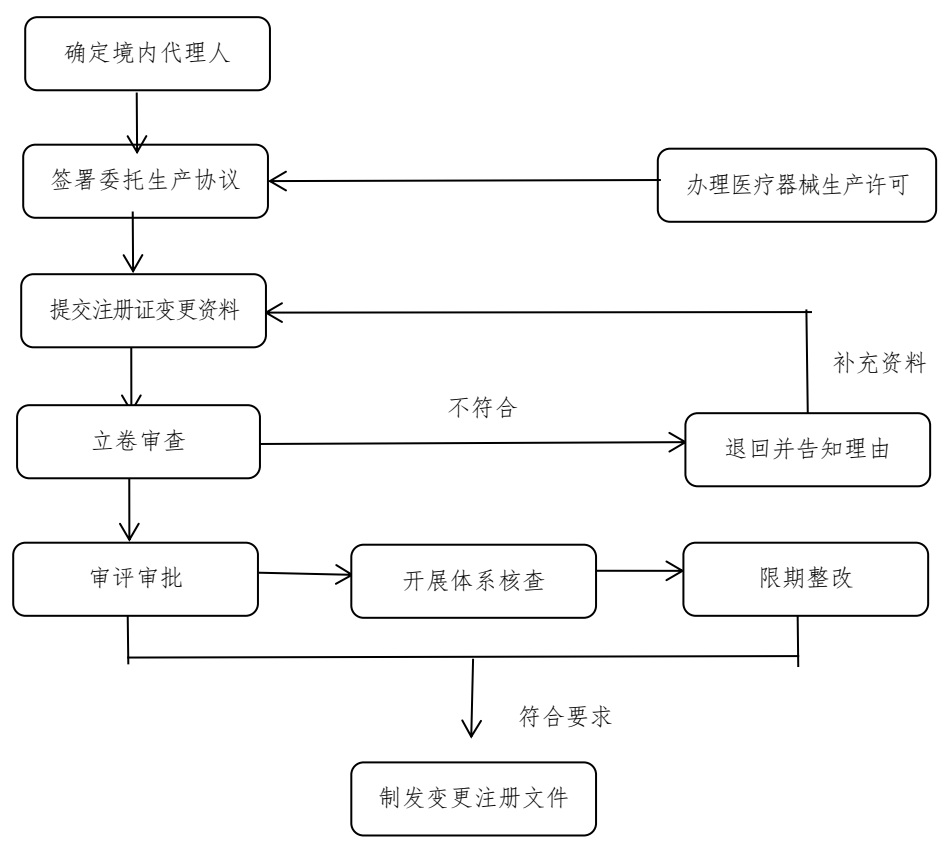 确定境内代理人
签署委托生产协议
办理医疗器械生产许可
提交注册证变更资料
补充资料
不符合
立卷审查
退回并告知理由
审评审批
开展体系核查
限期整改
符合要求
制发变更注册文件